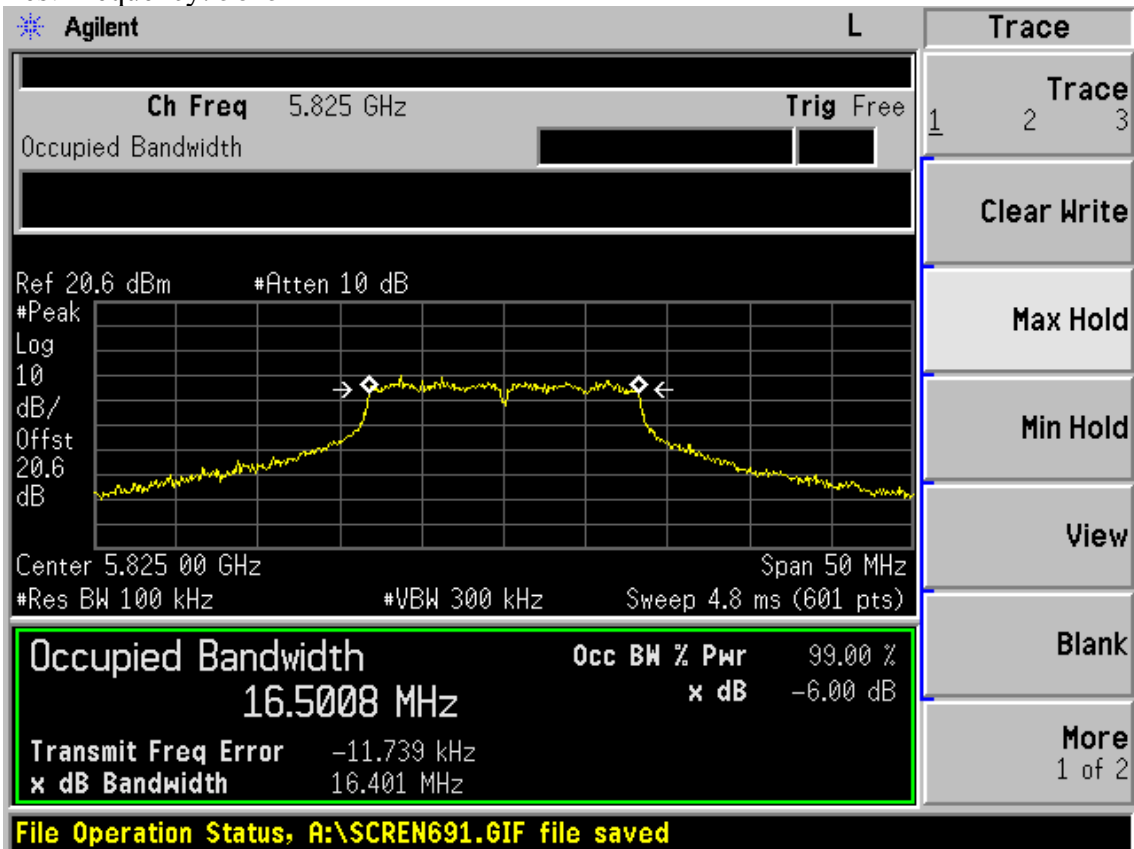 Agilent L Trace
Ch Freq 5.825 GHz Trig Free
Occupied Bandwidth
Trace
1 2 3
Clear Write
Max Hold
Min Hold
View
Blank
More
1 of 2
Ref 20.6 dBm #Atten 10 dB
#Peak
Log
10
dB/
Offst
20.6
dB
Center 5.825 00 GHz Span 50 MHz
#Res BW 100 kHz #VBW 300 kHz Sweep 4.8 ms (601 pts)
Occupied Bandwidth Occ BW % Pwr 99.00 %
16.5008 MHz x dB -6.00 dB
Transmit Freq Error -11.739 kHz
x dB Bandwidth 16.401 MHz
File Operation Status, A:\SCREN691.GIF file saved